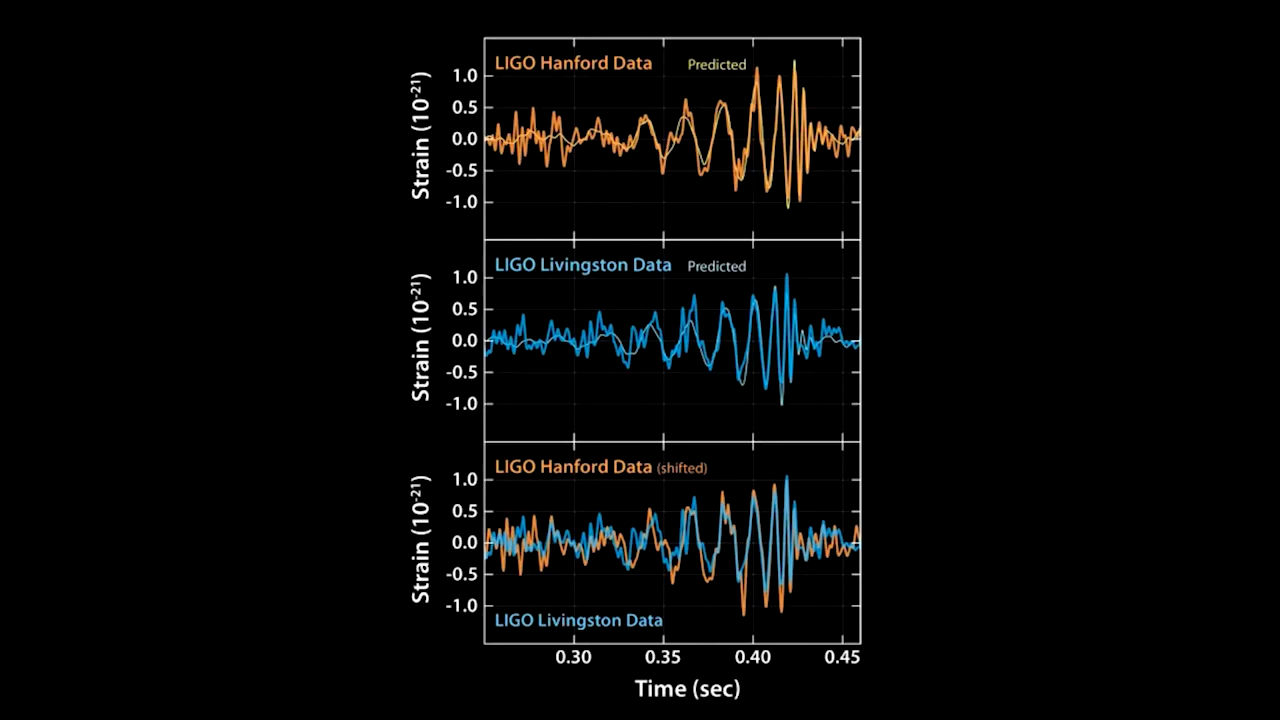 LIGO Hanford Data Predicted
1.0
0.5
0.0
-0.5
-1.0
Strain (10⁻²¹)
LIGO Livingston Data Predicted
1.0
0.5
0.0
-0.5
-1.0
Strain (10⁻²¹)
LIGO Hanford Data (shifted)
1.0
0.5
0.0
-0.5
-1.0
Strain (10⁻²¹)
LIGO Livingston Data
0.30 0.35 0.40 0.45
Time (sec)